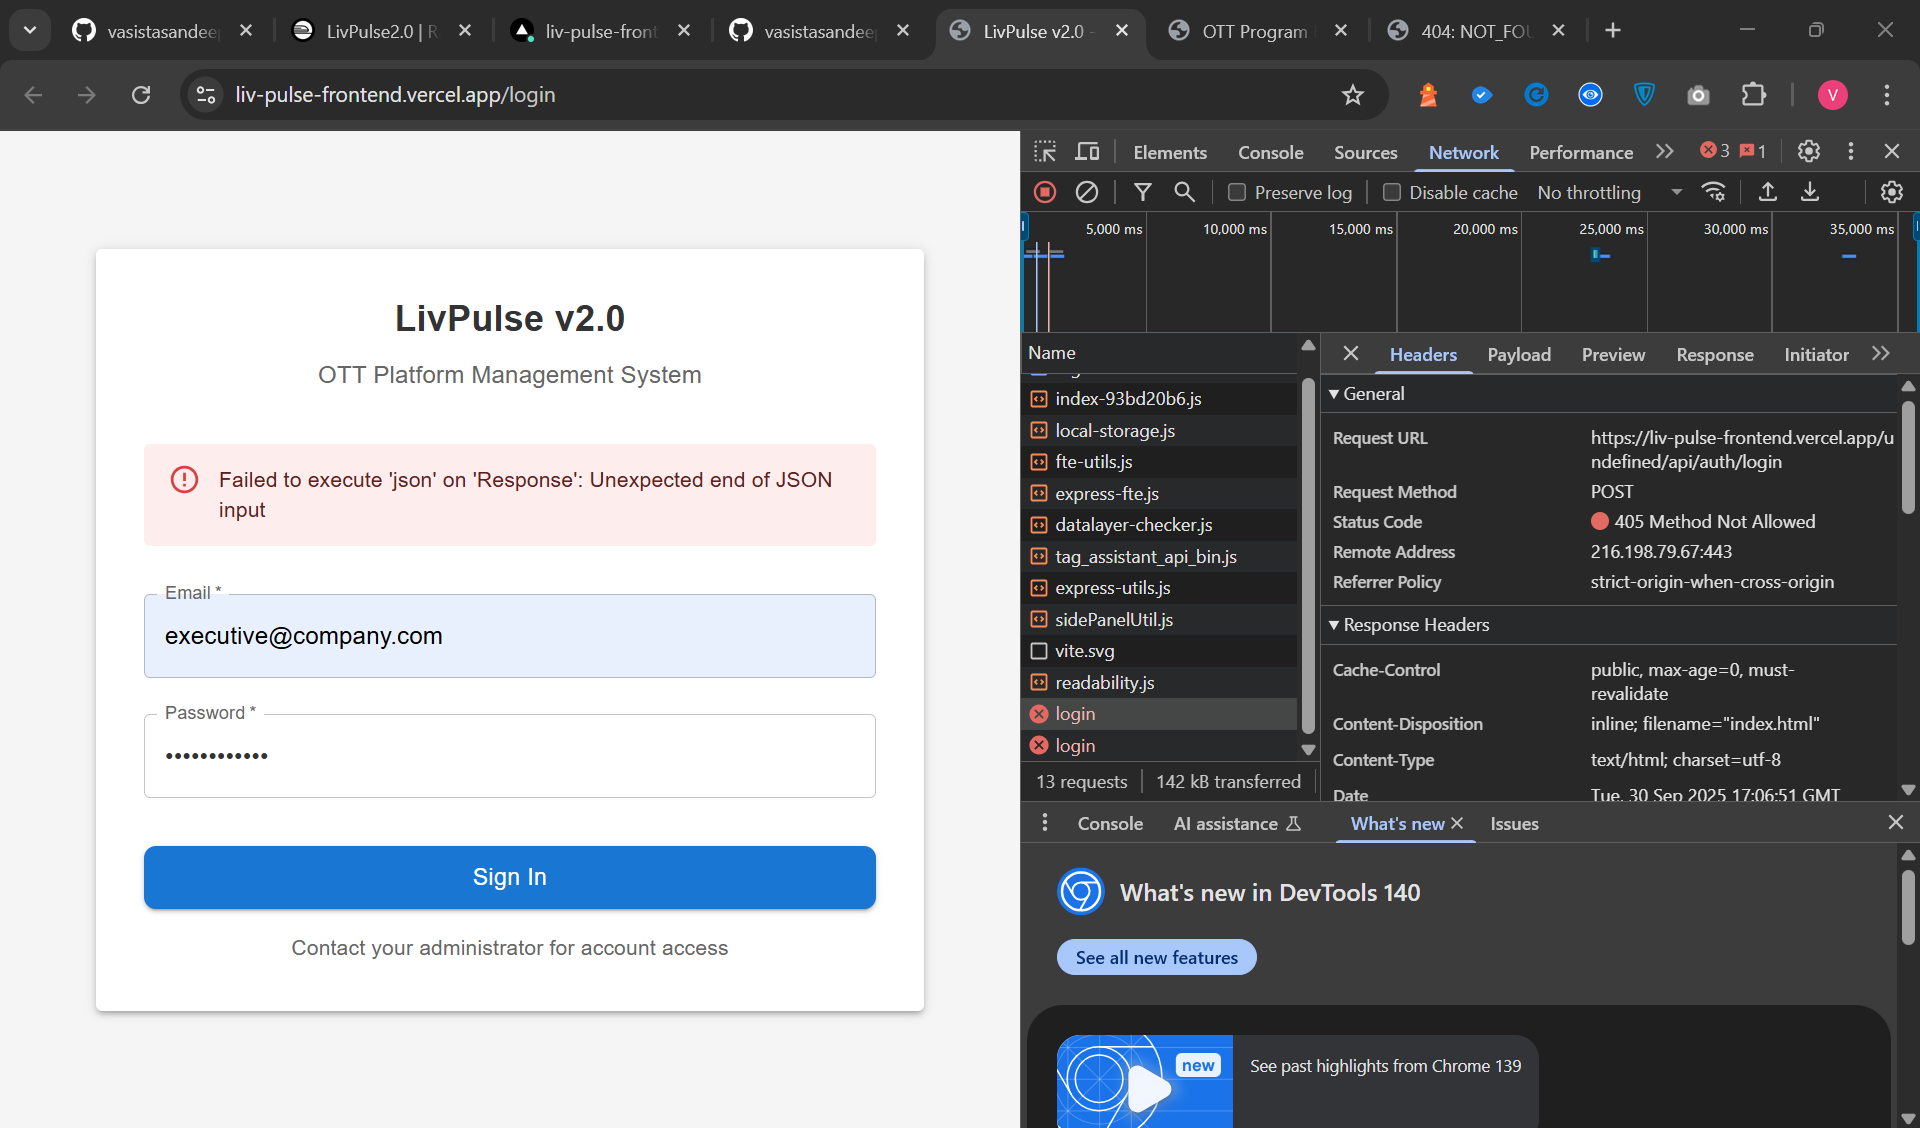 vasistasandeep
LivPulse2.0 | R
liv-pulse-front
vasistasandeep
LivPulse v2.0 -
OTT Program
404: NOT_FOU
liv-pulse-frontend.vercel.app/login
V
LivPulse v2.0
OTT Platform Management System
Failed to execute 'json' on 'Response': Unexpected end of JSON
input
Email *
executive@company.com
Password *
••••••••••••
Sign In
Contact your administrator for account access
Elements
Console
Sources
Network
Performance
3
1
Preserve log
Disable cache
No throttling
5,000 ms
10,000 ms
15,000 ms
20,000 ms
25,000 ms
30,000 ms
35,000 ms
Name
index-93bd20b6.js
local-storage.js
fte-utils.js
express-fte.js
datalayer-checker.js
tag_assistant_api_bin.js
express-utils.js
sidePanelUtil.js
vite.svg
readability.js
login
login
13 requests
142 kB transferred
Headers
Payload
Preview
Response
Initiator
General
Request URL
https://liv-pulse-frontend.vercel.app/u
ndefined/api/auth/login
Request Method
POST
Status Code
405 Method Not Allowed
Remote Address
216.198.79.67:443
Referrer Policy
strict-origin-when-cross-origin
Response Headers
Cache-Control
public, max-age=0, must-
revalidate
Content-Disposition
inline; filename="index.html"
Content-Type
text/html; charset=utf-8
Date
Tue, 30 Sep 2025 17:06:51 GMT
Console
AI assistance
What's new
Issues
What's new in DevTools 140
See all new features
new
See past highlights from Chrome 139